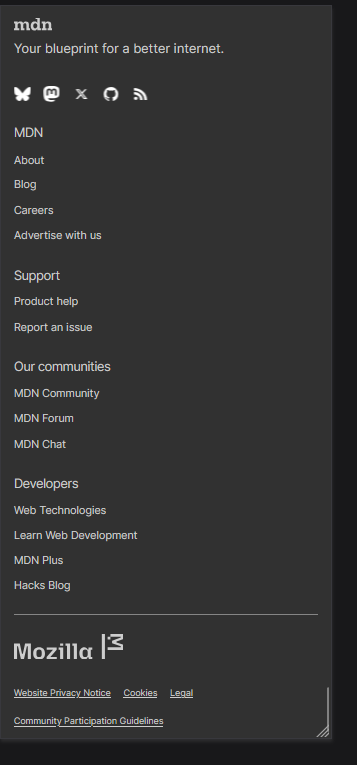 mdn
Your blueprint for a better internet.
MDN
About
Blog
Careers
Advertise with us
Support
Product help
Report an issue
Our communities
MDN Community
MDN Forum
MDN Chat
Developers
Web Technologies
Learn Web Development
MDN Plus
Hacks Blog
Mozilla
Website Privacy Notice Cookies Legal
Community Participation Guidelines